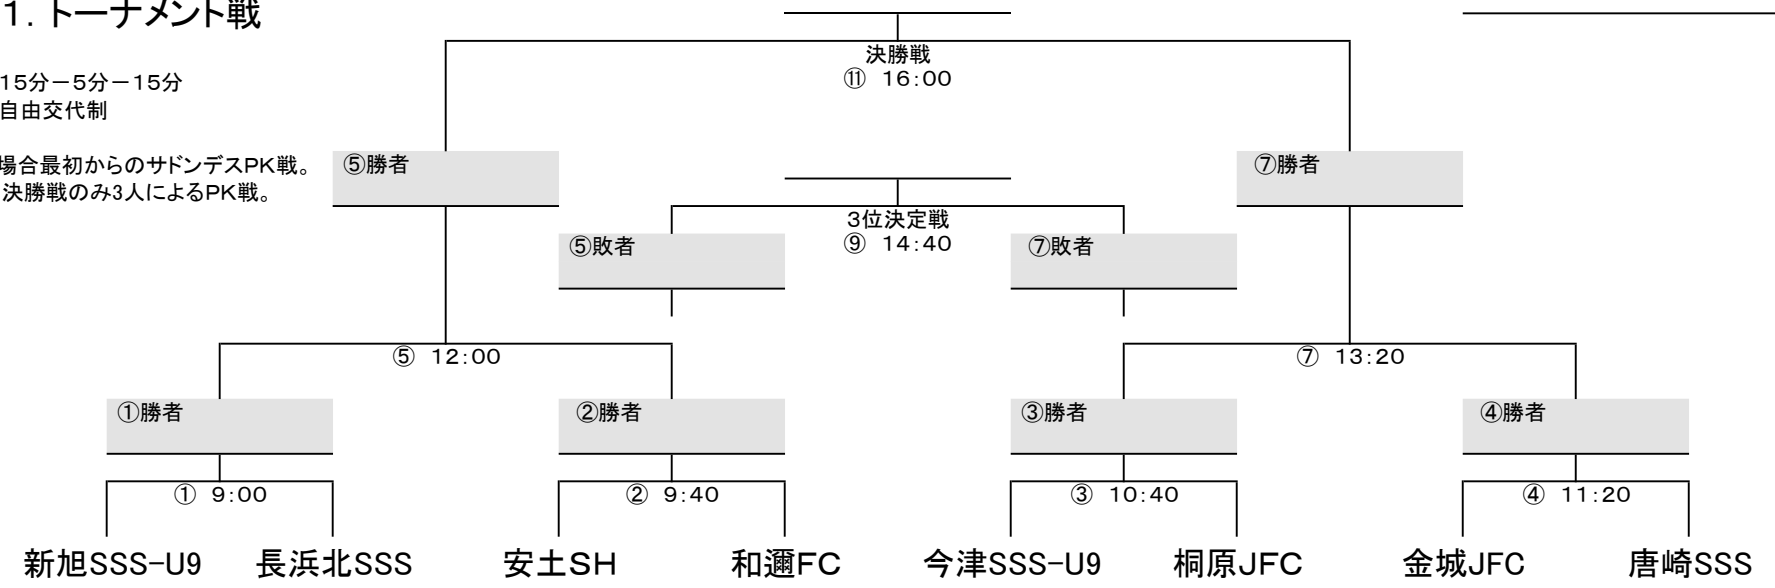 １．トーナメント戦
15分－5分－15分
自由交代制
場合最初からのサドンデスPK戦。
決勝戦のみ3人によるPK戦。
決勝戦
⑪ 16:00
⑤勝者
⑦勝者
3位決定戦
⑨ 14:40
⑤敗者
⑦敗者
⑤ 12:00
⑦ 13:20
①勝者
②勝者
③勝者
④勝者
① 9:00
② 9:40
③ 10:40
④ 11:20
新旭SSS-U9
長浜北SSS
安土SH
和邇FC
今津SSS-U9
桐原JFC
金城JFC
唐崎SSS